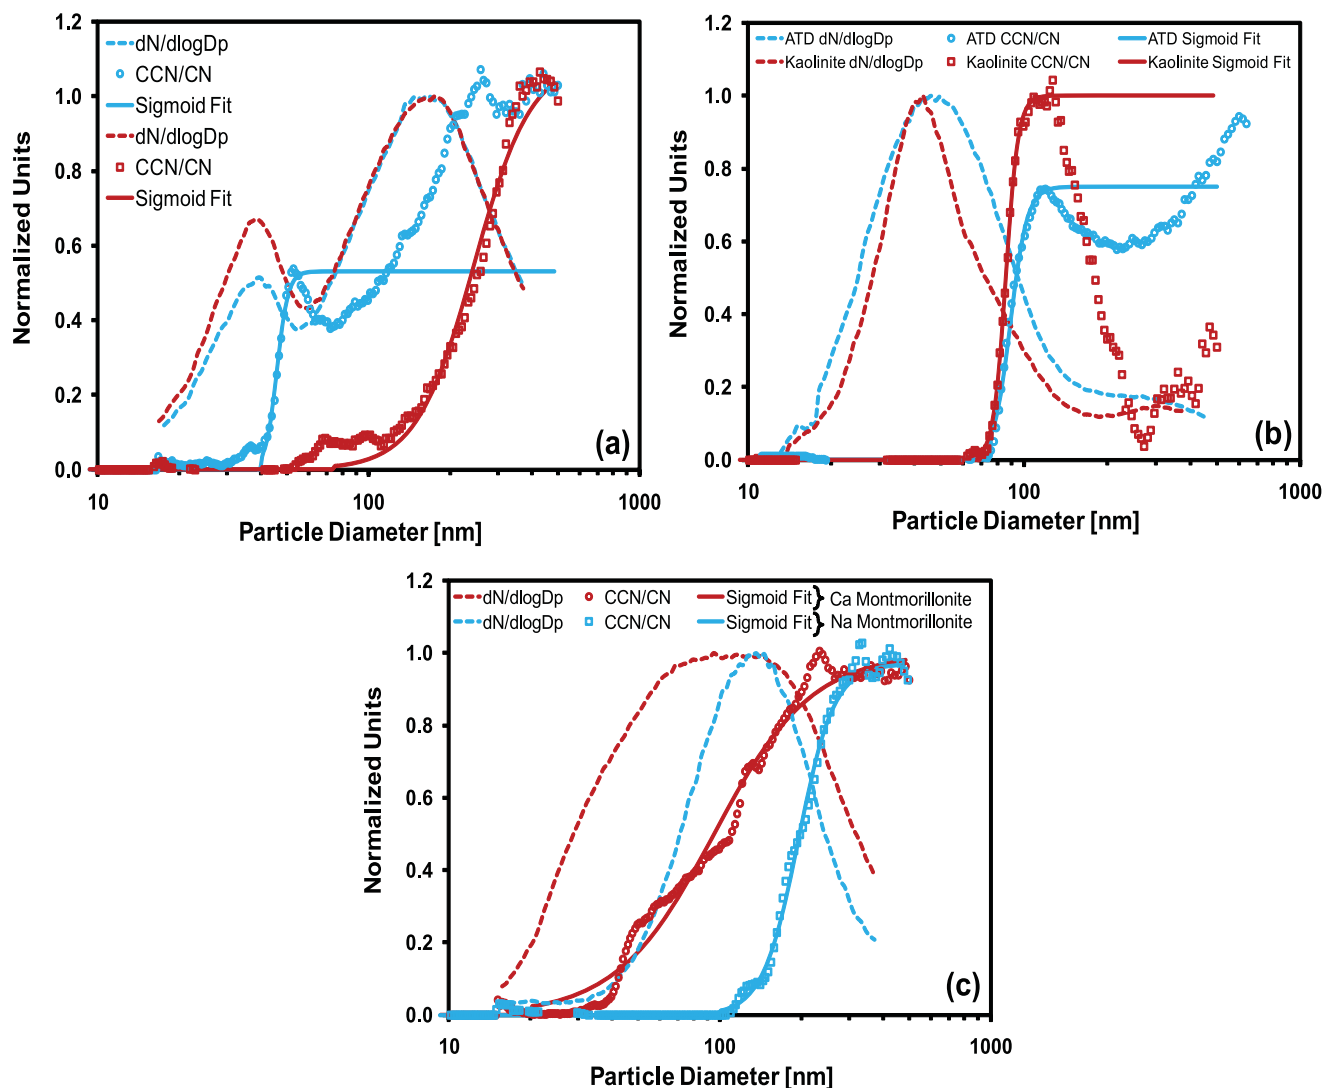 1.2
1.0
0.8
0.6
0.4
0.2
0.0
Normalized Units
dN/dlogDp
CCN/CN
Sigmoid Fit
dN/dlogDp
CCN/CN
Sigmoid Fit
(a)
10 100 1000
Particle Diameter [nm]
1.2
1.0
0.8
0.6
0.4
0.2
0.0
Normalized Units
ATD dN/dlogDp ATD CCN/CN ATD Sigmoid Fit
Kaolinite dN/dlogDp Kaolinite CCN/CN Kaolinite Sigmoid Fit
(b)
10 100 1000
Particle Diameter [nm]
1.2
1.0
0.8
0.6
0.4
0.2
0.0
Normalized Units
dN/dlogDp CCN/CN Sigmoid Fit } Ca Montmorillonite
dN/dlogDp CCN/CN Sigmoid Fit } Na Montmorillonite
(c)
10 100 1000
Particle Diameter [nm]